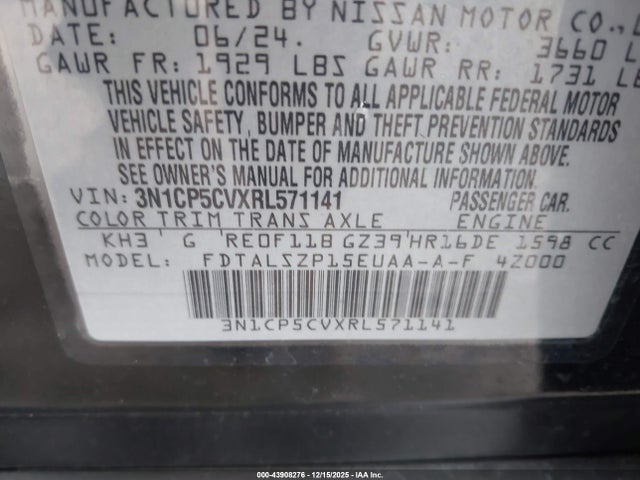 MANUFACTURED BY NISSAN MOTOR CO.,
DATE: 06/24. GVWR: 3660 L
GAWR FR: 1929 LBS GAWR RR: 1731 LB
THIS VEHICLE CONFORMS TO ALL APPLICABLE FEDERAL MOTOR
VEHICLE SAFETY, BUMPER AND THEFT PREVENTION STANDARDS
IN EFFECT ON THE DATE OF MANUFACTURE SHOWN ABOVE.
SEE OWNER'S MANUAL FOR ADDITIONAL INFORMATION.
VIN: 3N1CP5CVXRL571141 PASSENGER CAR.
COLOR TRIM TRANS AXLE ENGINE
KH3 G RE0F11B GZ39 HR16DE 1598 CC
MODEL: FDTALSZP15EUAA-A-F 4Z000
3N1CP5CVXRL571141
000-43908276 - 12/15/2025 - IAA Inc.